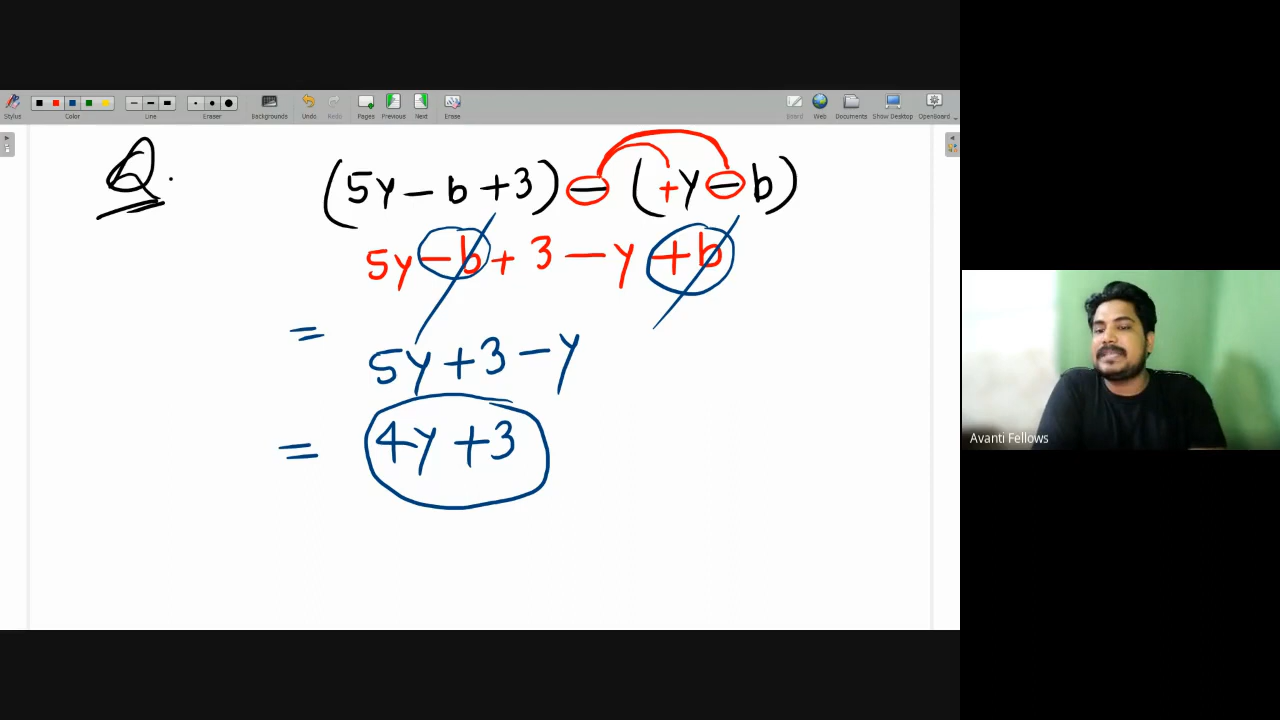 Stylus Color Line Eraser Backgrounds Undo Redo Pages Previous Next Erase Board Web Documents Show Desktop OpenBoard
Q. (5y - b + 3) - (+y - b)
5y - b + 3 - y + b
= 5y + 3 - y
= 4y + 3
Avanti Fellows